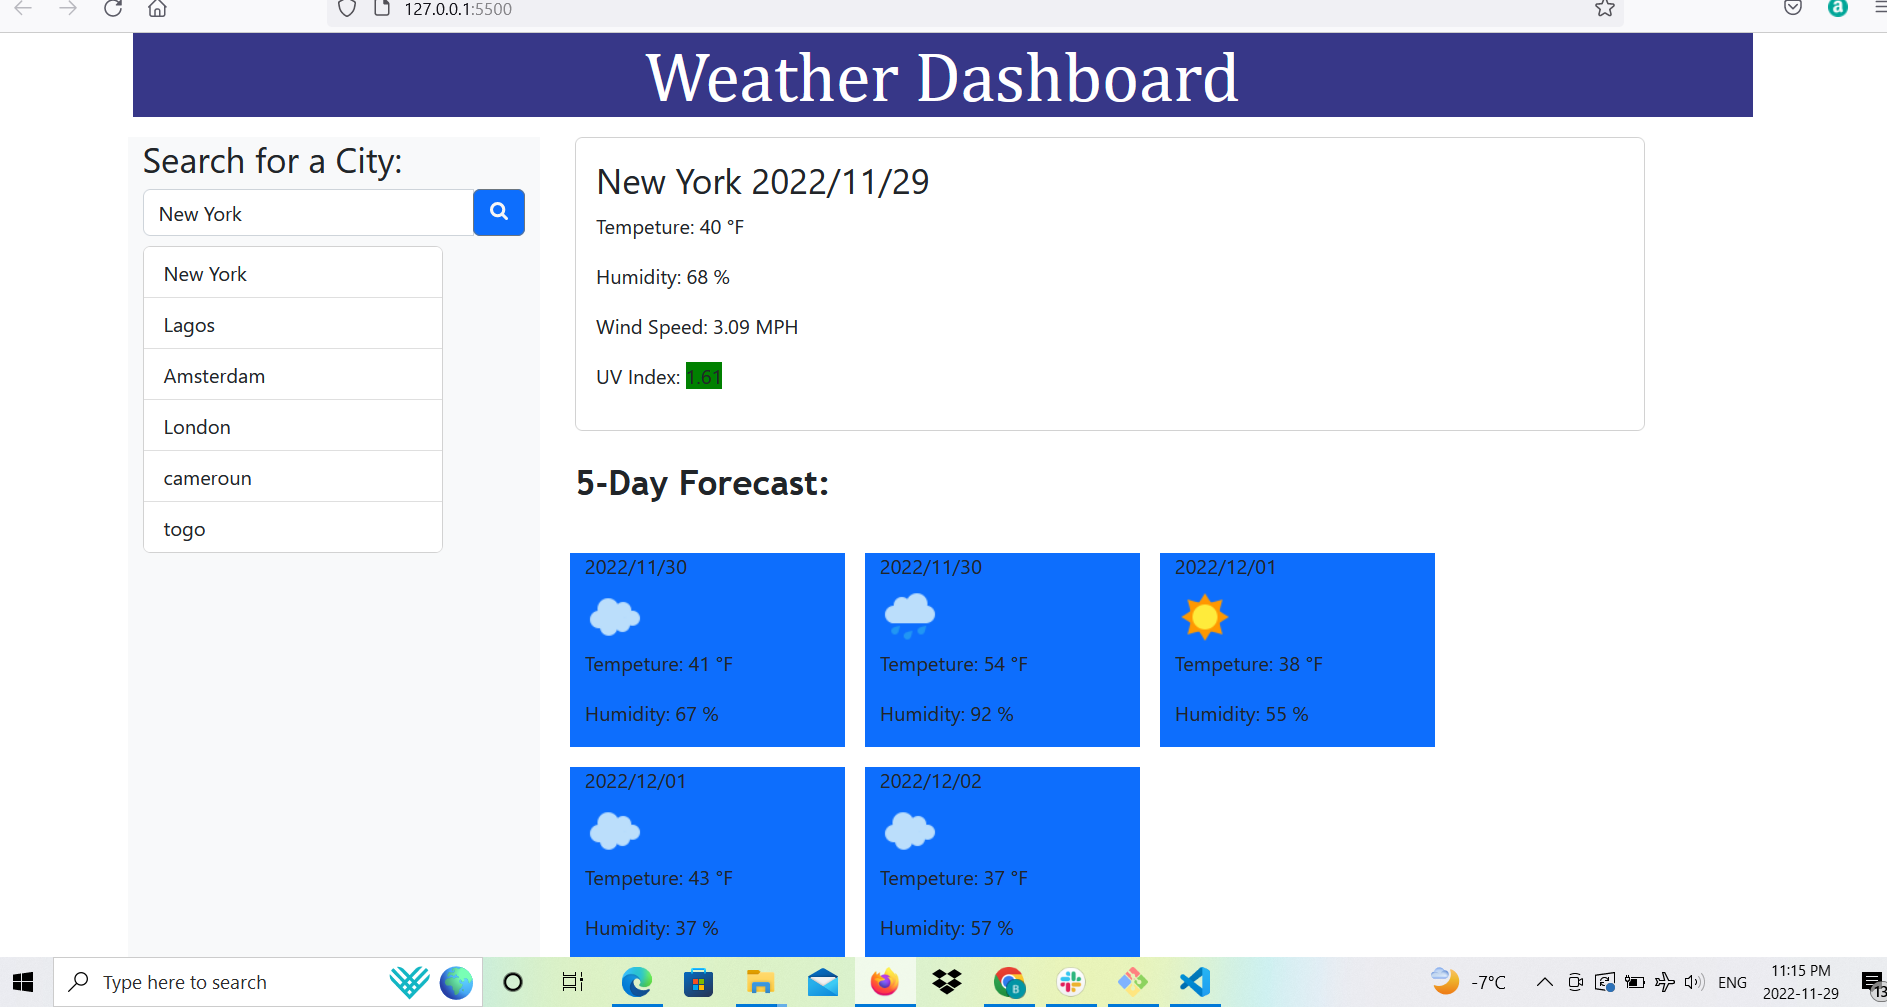 127.0.0.1:5500
Weather Dashboard
Search for a City:
New York
New York
Lagos
Amsterdam
London
cameroun
togo
New York 2022/11/29
Tempeture: 40 °F
Humidity: 68 %
Wind Speed: 3.09 MPH
UV Index: 1.61
5-Day Forecast:
2022/11/30
Tempeture: 41 °F
Humidity: 67 %
2022/11/30
Tempeture: 54 °F
Humidity: 92 %
2022/12/01
Tempeture: 38 °F
Humidity: 55 %
2022/12/01
Tempeture: 43 °F
Humidity: 37 %
2022/12/02
Tempeture: 37 °F
Humidity: 57 %
Type here to search
-7°C
ENG
11:15 PM
2022-11-29
13